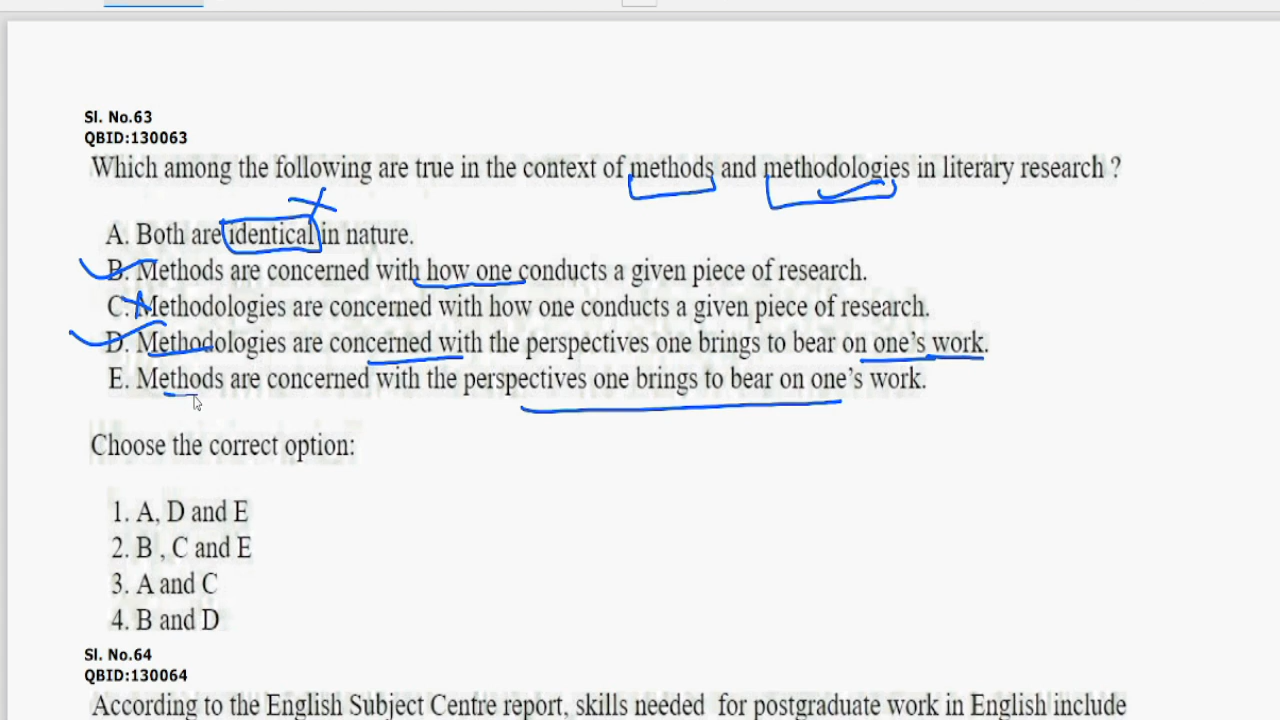 Sl. No.63
QBID:130063
Which among the following are true in the context of methods and methodologies in literary research ?
A. Both are identical in nature.
B. Methods are concerned with how one conducts a given piece of research.
C. Methodologies are concerned with how one conducts a given piece of research.
D. Methodologies are concerned with the perspectives one brings to bear on one's work.
E. Methods are concerned with the perspectives one brings to bear on one's work.
Choose the correct option:
1. A, D and E
2. B , C and E
3. A and C
4. B and D
Sl. No.64
QBID:130064
According to the English Subject Centre report, skills needed for postgraduate work in English include